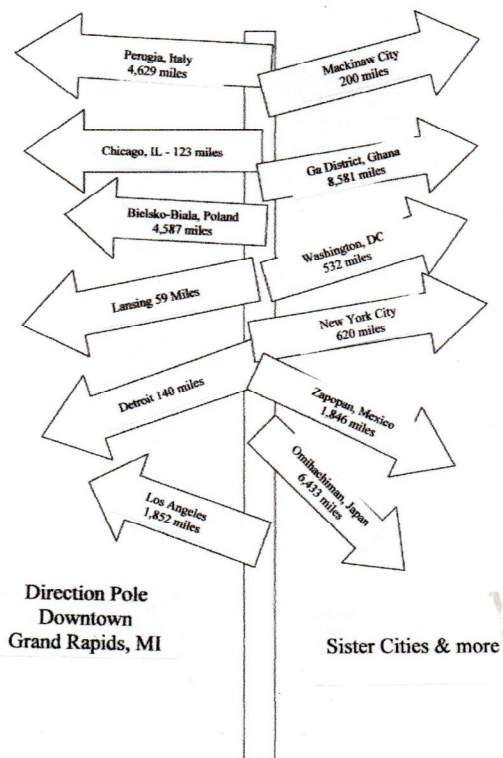 Perugia, Italy
4,629 miles
Mackinaw City
200 miles
Chicago, IL - 123 miles
Ga District, Ghana
8,581 miles
Bielsko-Biala, Poland
4,587 miles
Washington, DC
532 miles
Lansing 59 Miles
New York City
620 miles
Detroit 140 miles
Zapopan, Mexico
1,846 miles
Omihachiman, Japan
6,433 miles
Los Angeles
1,852 miles
Direction Pole
Downtown
Grand Rapids, MI
Sister Cities & more